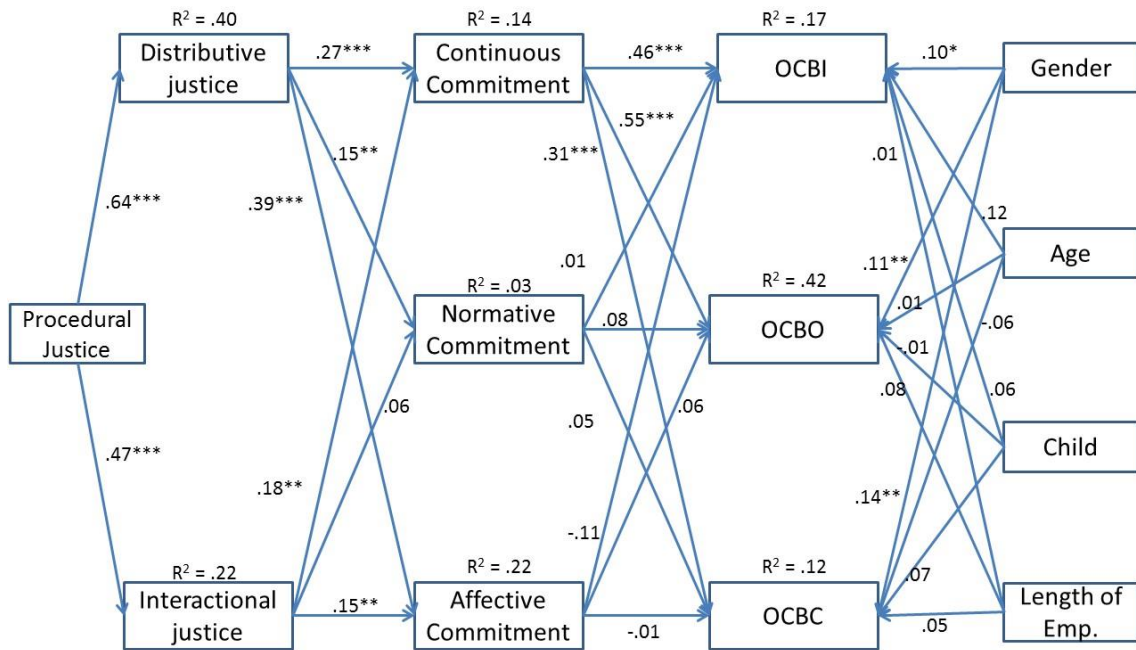 R² = .40
R² = .14
R² = .17
Distributive
justice
.27***
Continuous
Commitment
.46***
OCBI
.10*
Gender
.55***
.15**
.31***
.01
.64***
.39***
.12
.01
.11**
Age
R² = .03
R² = .42
Procedural
Justice
Normative
Commitment
.08
OCBO
.01
-.06
-.01
.06
.06
.08
.06
.05
Child
.47***
.18**
.14**
-.11
R² = .22
R² = .22
R² = .12
.07
Interactional
justice
.15**
Affective
Commitment
-.01
OCBC
.05
Length of
Emp.